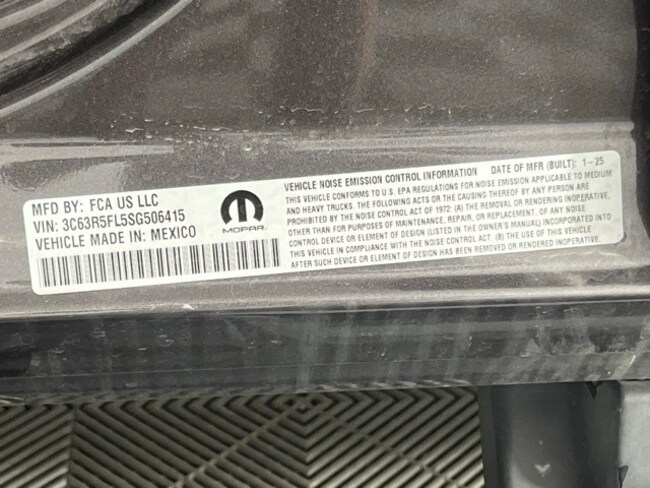 MFD BY: FCA US LLC
VIN: 3C63R5FL5SG506415
VEHICLE MADE IN: MEXICO
MOPAR
VEHICLE NOISE EMISSION CONTROL INFORMATION DATE OF MFR (BUILT): 1-25
THIS VEHICLE CONFORMS TO U.S. EPA REGULATIONS FOR NOISE EMISSION APPLICABLE TO MEDIUM
AND HEAVY TRUCKS. THE FOLLOWING ACTS OR THE CAUSING THEREOF BY ANY PERSON ARE
PROHIBITED BY THE NOISE CONTROL ACT OF 1972: (A) THE REMOVAL OR RENDERING INOPERATIVE,
OTHER THAN FOR PURPOSES OF MAINTENANCE, REPAIR, OR REPLACEMENT, OF ANY NOISE
CONTROL DEVICE OR ELEMENT OF DESIGN (LISTED IN THE OWNER'S MANUAL) INCORPORATED INTO
THIS VEHICLE IN COMPLIANCE WITH THE NOISE CONTROL ACT. (B) THE USE OF THIS VEHICLE
AFTER SUCH DEVICE OR ELEMENT OF DESIGN HAS BEEN REMOVED OR RENDERED INOPERATIVE.